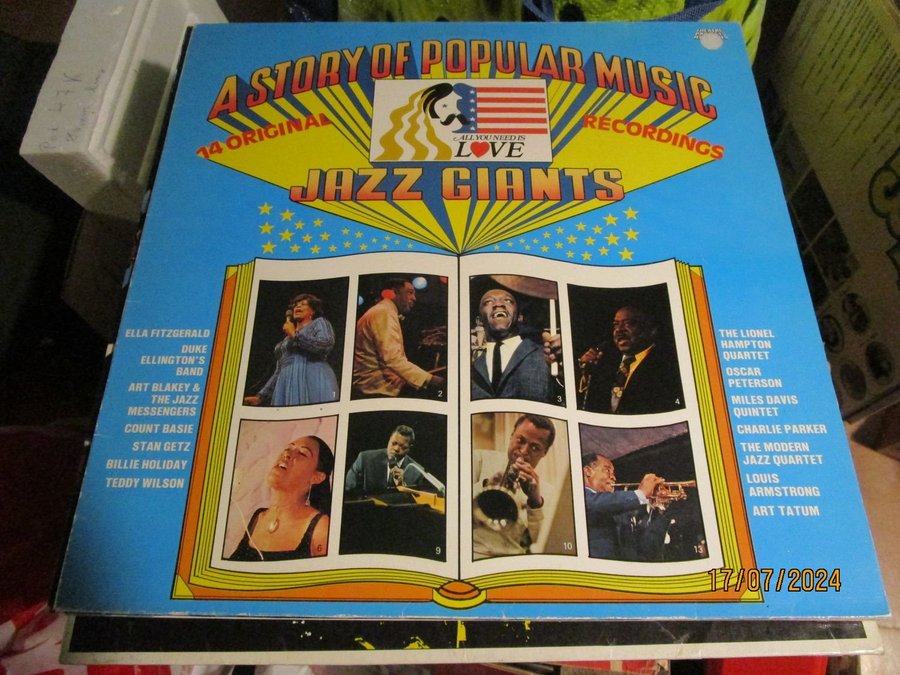 A STORY OF POPULAR MUSIC
14 ORIGINAL
RECORDINGS
ALL YOU NEED IS
LOVE
JAZZ GIANTS
ELLA FITZGERALD
DUKE
ELLINGTON'S
BAND
ART BLAKEY &
THE JAZZ
MESSENGERS
COUNT BASIE
STAN GETZ
BILLIE HOLIDAY
TEDDY WILSON
1
2
3
4
6
9
10
13
THE LIONEL
HAMPTON
QUARTET
OSCAR
PETERSON
MILES DAVIS
QUINTET
CHARLIE PARKER
THE MODERN
JAZZ QUARTET
LOUIS
ARMSTRONG
ART TATUM
17/07/2024